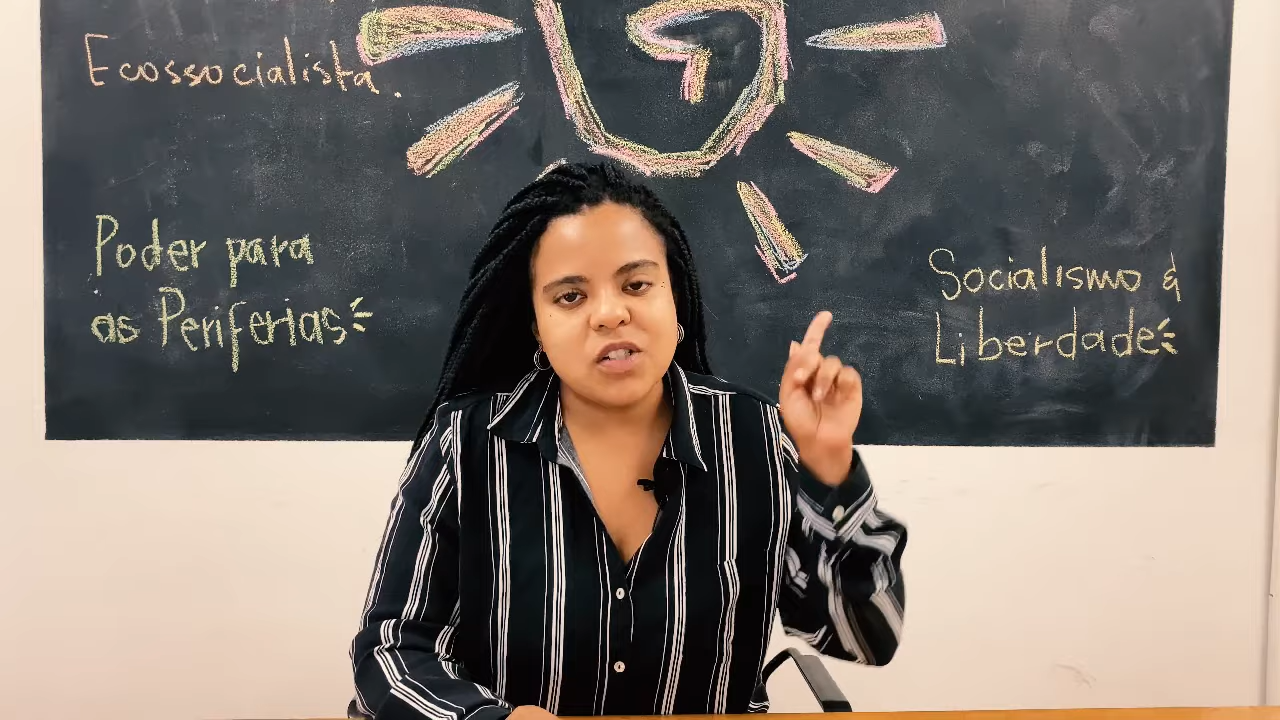 Ecossocialista.
Poder para
as Periferias
Socialismo &
Liberdade